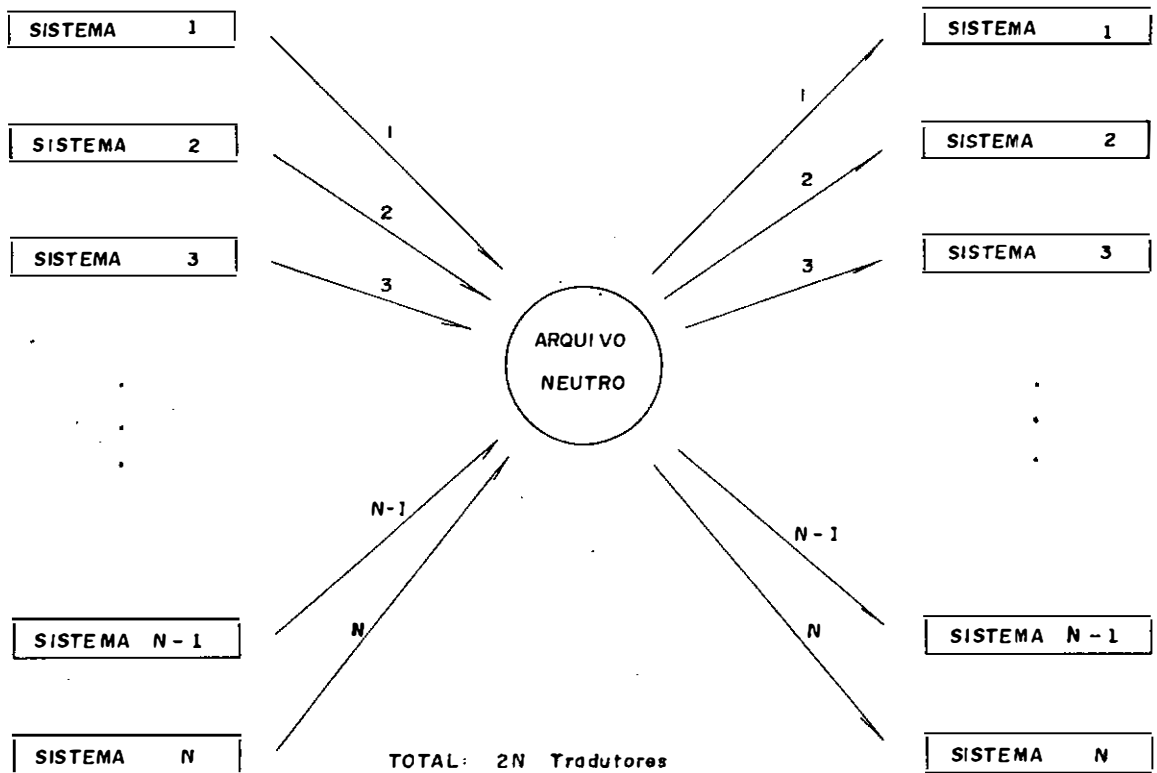 SISTEMA 1
SISTEMA 2
SISTEMA 3
SISTEMA N-1
SISTEMA N
1
2
3
N-1
N
ARQUIVO
NEUTRO
1
2
3
N-1
N
SISTEMA 1
SISTEMA 2
SISTEMA 3
SISTEMA N-1
SISTEMA N
TOTAL: 2N Tradutores